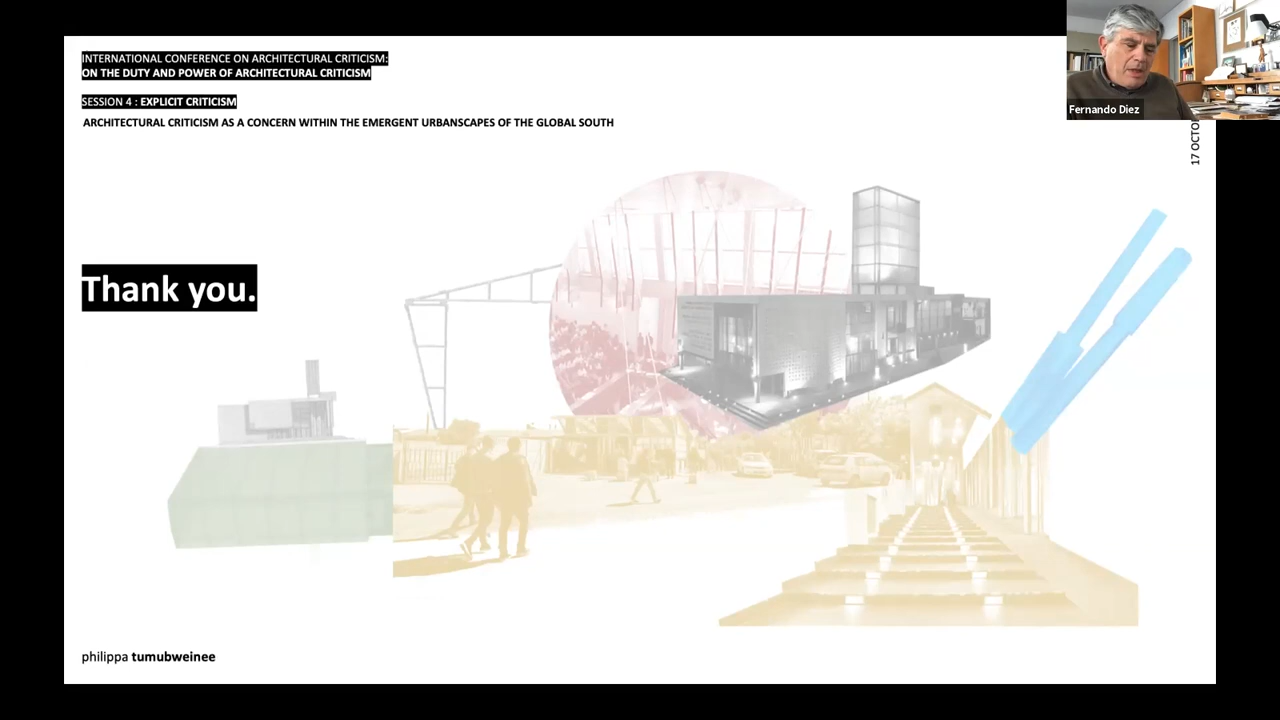 INTERNATIONAL CONFERENCE ON ARCHITECTURAL CRITICISM:
ON THE DUTY AND POWER OF ARCHITECTURAL CRITICISM
SESSION 4 : EXPLICIT CRITICISM
ARCHITECTURAL CRITICISM AS A CONCERN WITHIN THE EMERGENT URBANSCAPES OF THE GLOBAL SOUTH
Fernando Diez
17
Thank you.
philippa tumubweinee